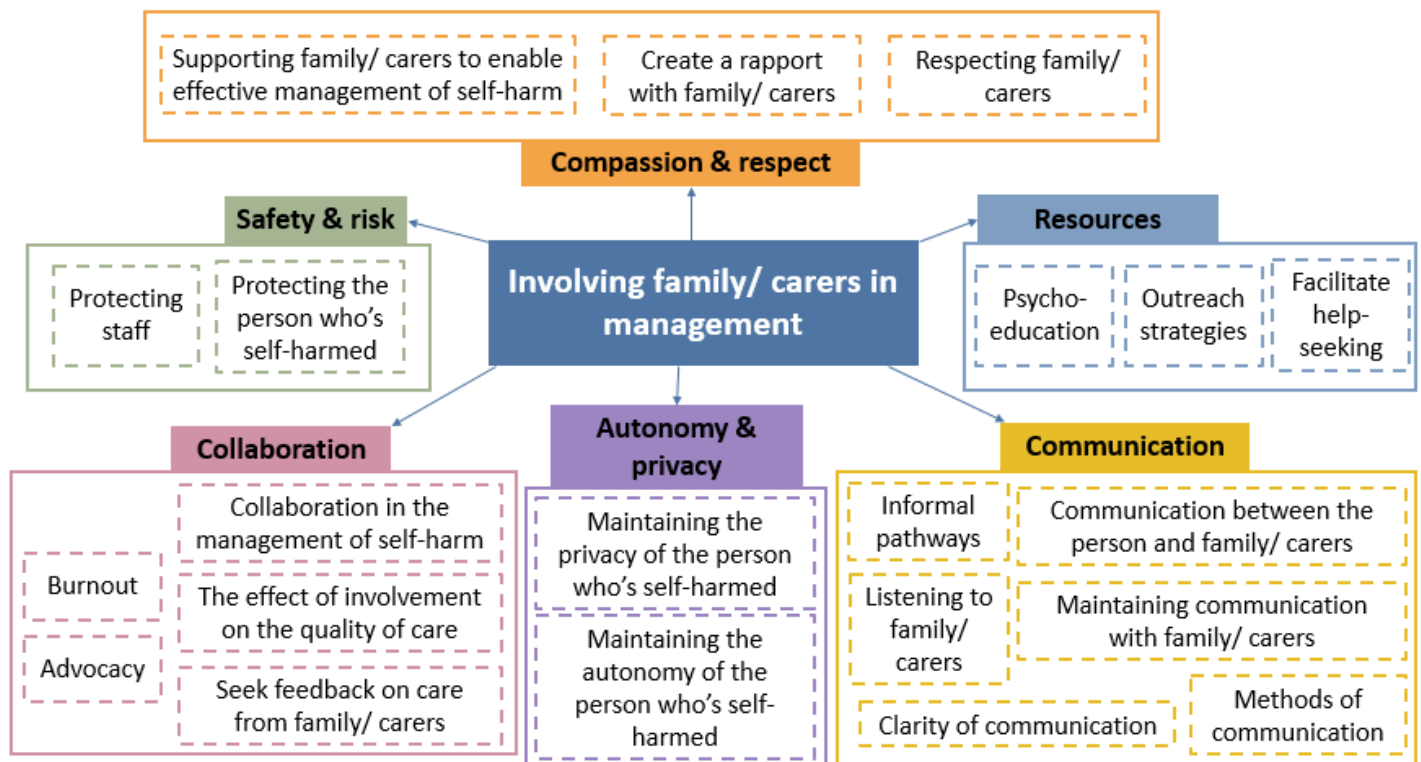 Supporting family/ carers to enable
effective management of self-harm
Create a rapport
with family/ carers
Respecting family/
carers
Compassion & respect
Safety & risk
Protecting
staff
Protecting the
person who's
self-harmed
Involving family/ carers in
management
Resources
Psycho-
education
Outreach
strategies
Facilitate
help-
seeking
Collaboration
Burnout
Advocacy
Collaboration in the
management of self-harm
The effect of involvement
on the quality of care
Seek feedback on care
from family/ carers
Autonomy &
privacy
Maintaining the
privacy of the person
who's self-harmed
Maintaining the
autonomy of the
person who's self-
harmed
Communication
Informal
pathways
Communication between the
person and family/ carers
Listening to
family/
carers
Maintaining communication
with family/ carers
Clarity of communication
Methods of
communication